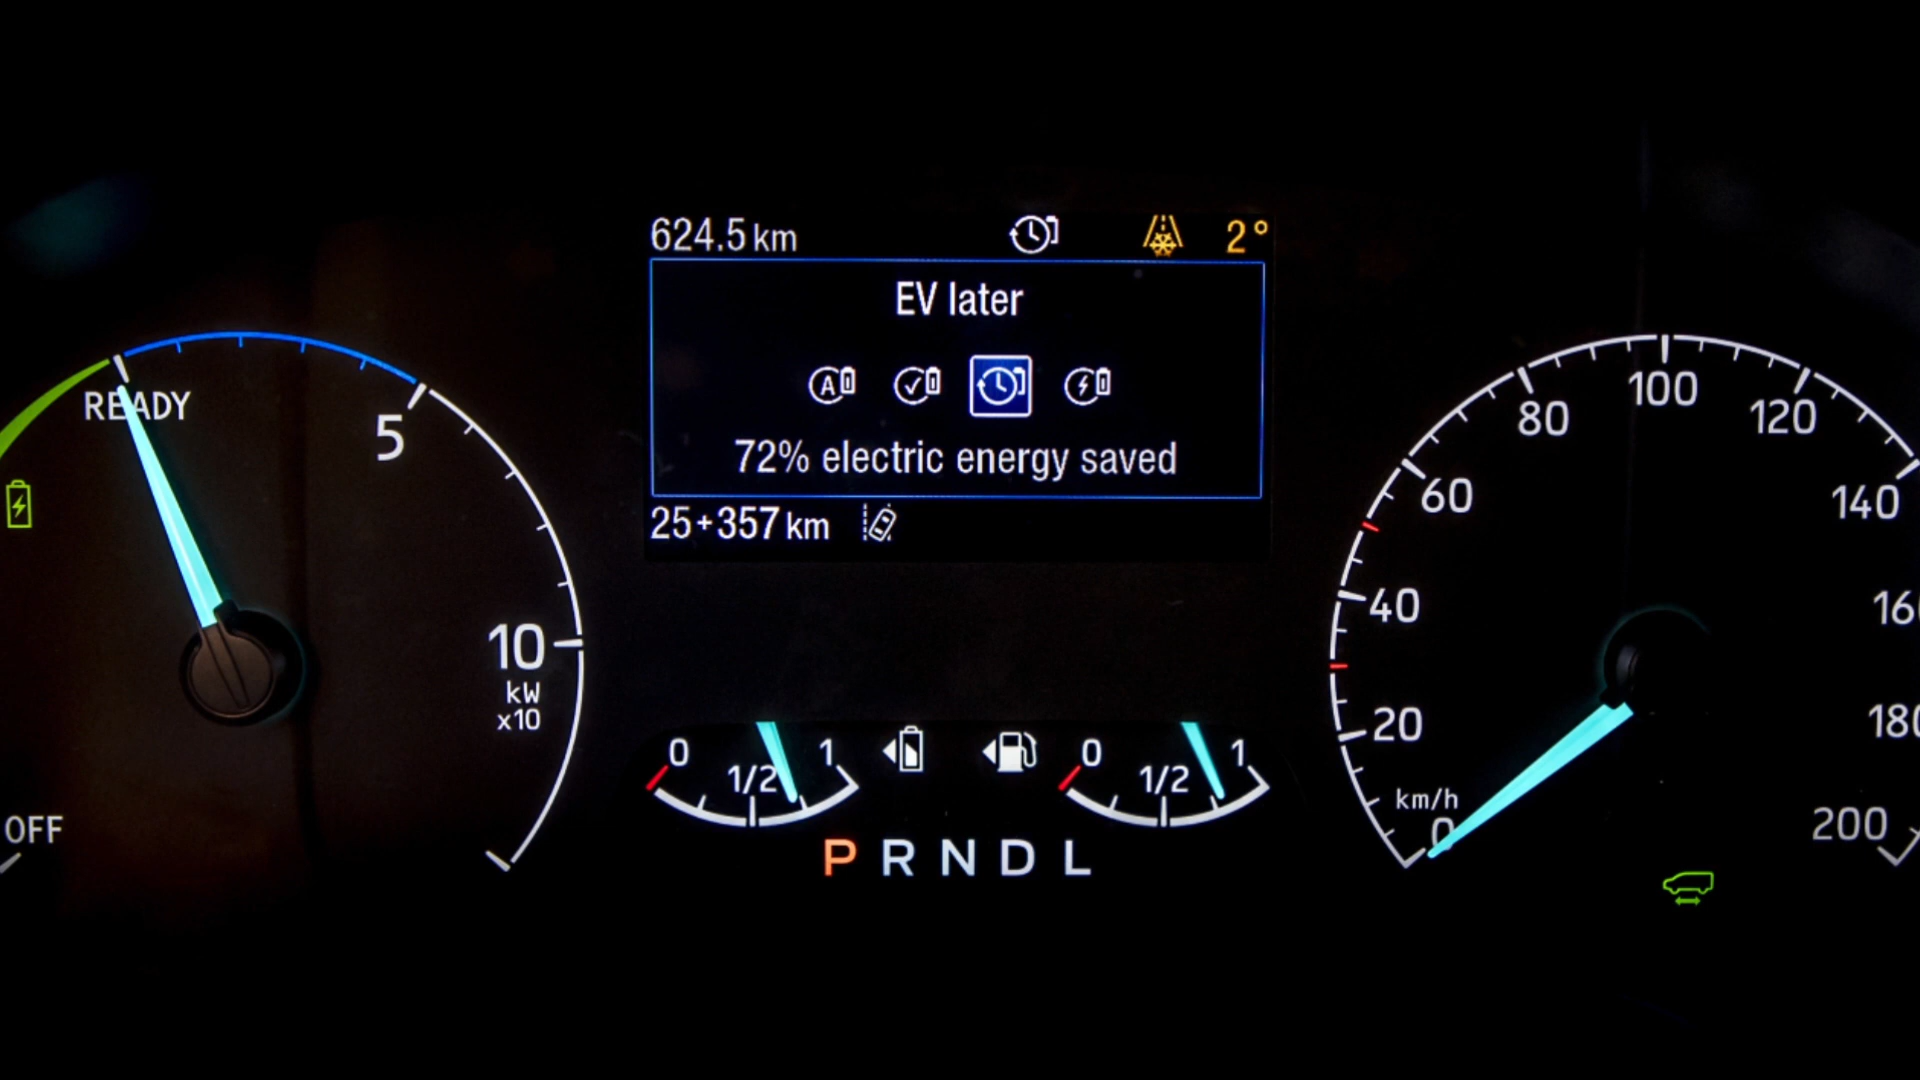 624.5 km 2°
EV later
A
72% electric energy saved
25+357 km
READY
5
10
kW
x10
OFF
0 1/2 1
0 1/2 1
P R N D L
0
20
40
60
80
100
120
140
180
200
km/h